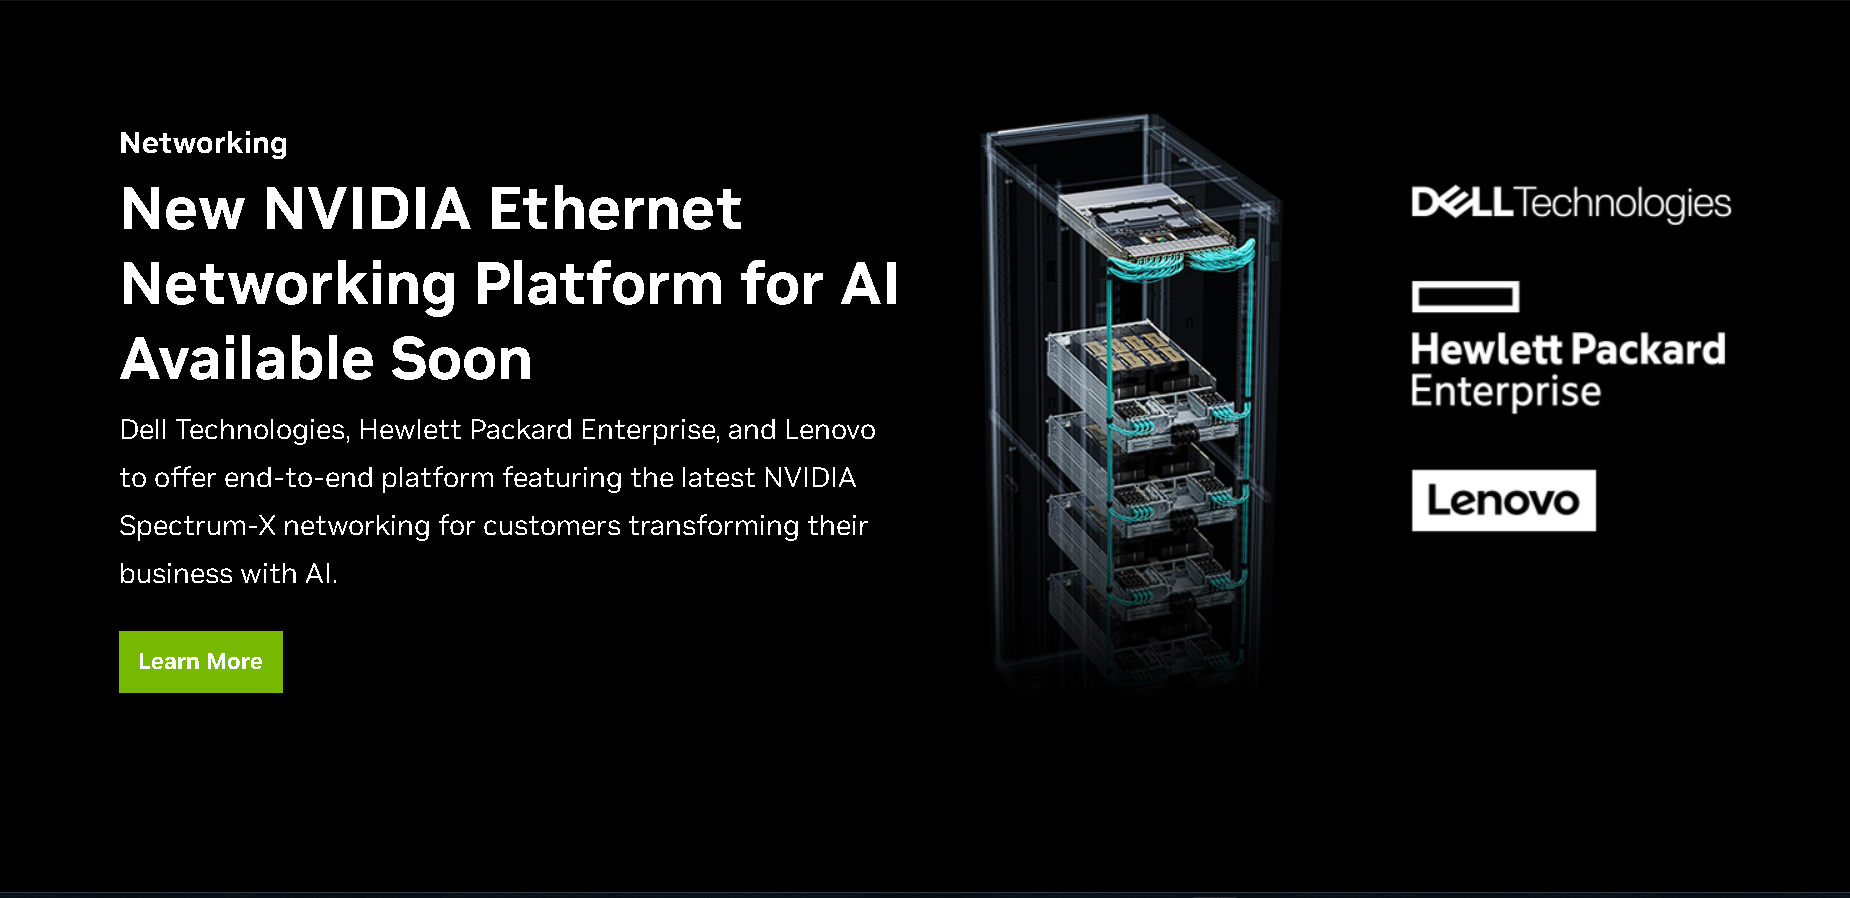 Networking
New NVIDIA Ethernet
Networking Platform for AI
Available Soon
Dell Technologies, Hewlett Packard Enterprise, and Lenovo
to offer end-to-end platform featuring the latest NVIDIA
Spectrum-X networking for customers transforming their
business with AI.
Learn More
DELL Technologies
Hewlett Packard
Enterprise
Lenovo